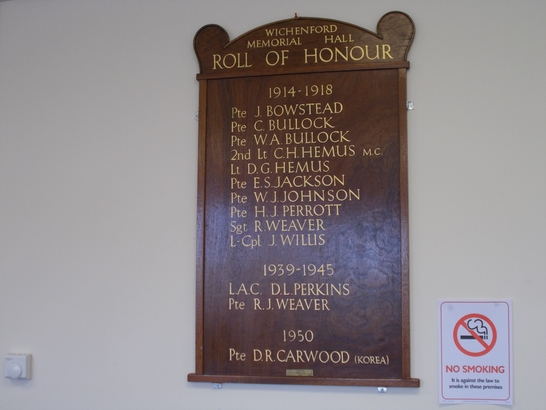 WICHENFORD
MEMORIAL HALL
ROLL OF HONOUR
1914-1918
Pte J. BOWSTEAD
Pte C. BULLOCK
Pte W.A. BULLOCK
2nd Lt C.H. HEMUS M.C.
Lt D.G. HEMUS
Pte E.S. JACKSON
Pte W.J. JOHNSON
Pte H.J. PERROTT
Sgt R. WEAVER
L-Cpl J. WILLIS
1939-1945
L.A.C. D.L. PERKINS
Pte R.J. WEAVER
1950
Pte D.R. CARWOOD (KOREA)
NO SMOKING
It is against the law to
smoke in these premises